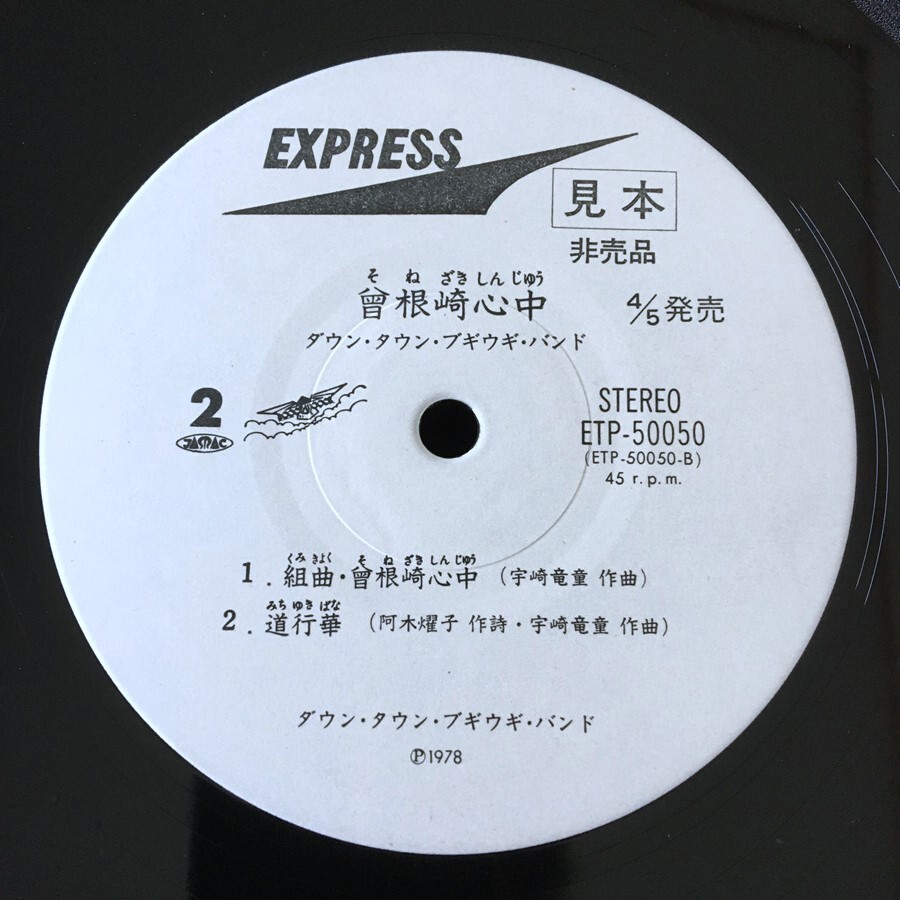 EXPRESS
見本
非売品
そねざきしんじゅう
曾根崎心中
4/5発売
ダウン・タウン・ブギウギ・バンド
2
JASRAC
STEREO
ETP-50050
(ETP-50050-B)
45 r.p.m.
くみきょく そねざきしんじゅう
1. 組曲・曾根崎心中 (宇崎竜童 作曲)
みちゆきばな
2. 道行華 (阿木燿子 作詩・宇崎竜童 作曲)
ダウン・タウン・ブギウギ・バンド
Ⓟ1978